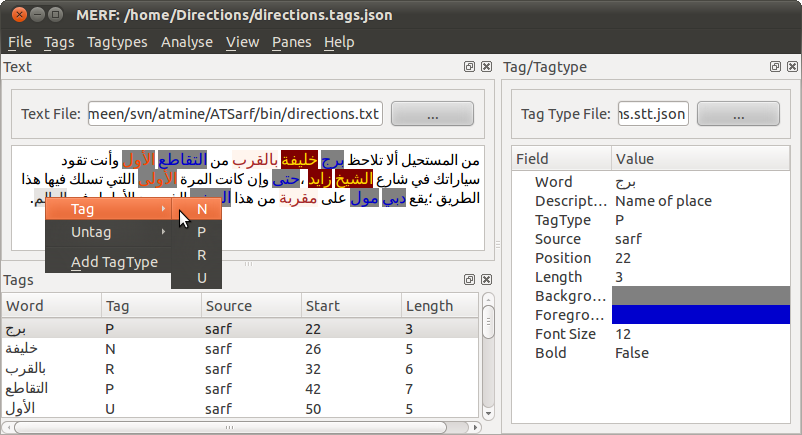 MERF: /home/Directions/directions.tags.json
File Tags Tagtypes Analyse View Panes Help
Text
Text File: meen/svn/atmine/ATSarf/bin/directions.txt ...
من المستحيل ألا تلاحظ برج خليفة بالقرب من التقاطع الأول وأنت تقود
سياراتك في شارع الشيخ زايد ،حتى وإن كانت المرة الأولى اللتي تسلك فيها هذا
الطريق ؛يقع دبي مول على مقربة من هذا
Tag
Untag
Add TagType
N
P
R
U
Tags
Word Tag Source Start Length
برج P sarf 22 3
خليفة N sarf 26 5
بالقرب R sarf 32 6
التقاطع P sarf 42 7
الأول U sarf 50 5
Tag/Tagtype
Tag Type File: ns.stt.json ...
Field Value
Word برج
Descript... Name of place
TagType P
Source sarf
Position 22
Length 3
Backgro...
Foregro...
Font Size 12
Bold False